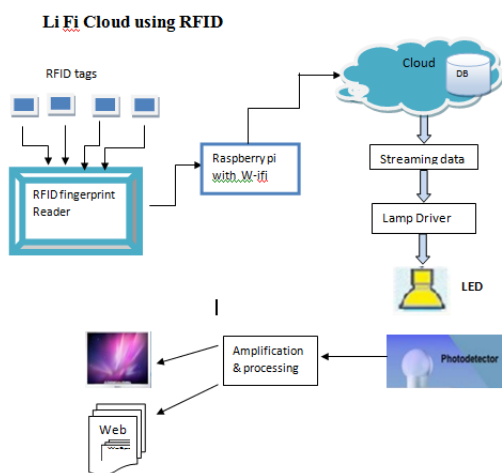 Li Fi Cloud using RFID
RFID tags
Cloud
DB
RFID fingerprint
Reader
Raspberry pi
with W-ifi
Streaming data
Lamp Driver
LED
Amplification
& processing
Photodetector
Web